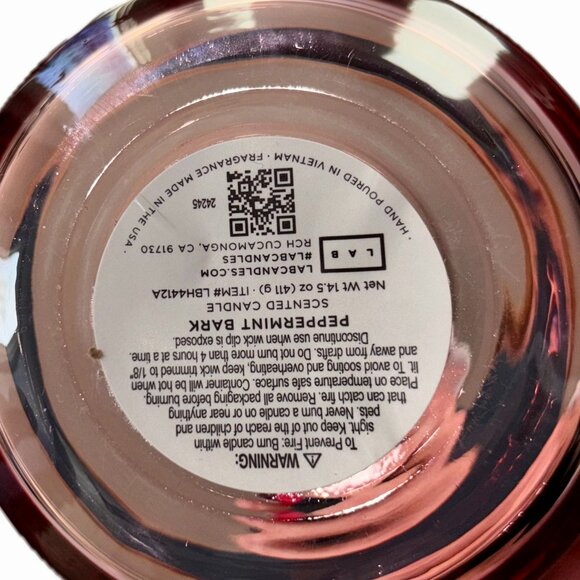 ⚠ WARNING:
To Prevent Fire: Burn candle within
sight. Keep out of the reach of children and
pets. Never burn candle on or near anything
that can catch fire. Remove all packaging before burning.
Place on temperature safe surface. Container will be hot when
lit. To avoid sooting and overheating, keep wick trimmed to 1/8"
and away from drafts. Do not burn more than 4 hours at a time.
Discontinue use when wick clip is exposed.
PEPPERMINT BARK
SCENTED CANDLE
Net Wt 14.5 oz (411 g) · ITEM# LBH4412A
LABCANDLES.COM
#LABCANDLES
RCH CUCAMONGA, CA 91730
LAB
24245
· HAND POURED IN VIETNAM · FRAGRANCE MADE IN THE USA ·